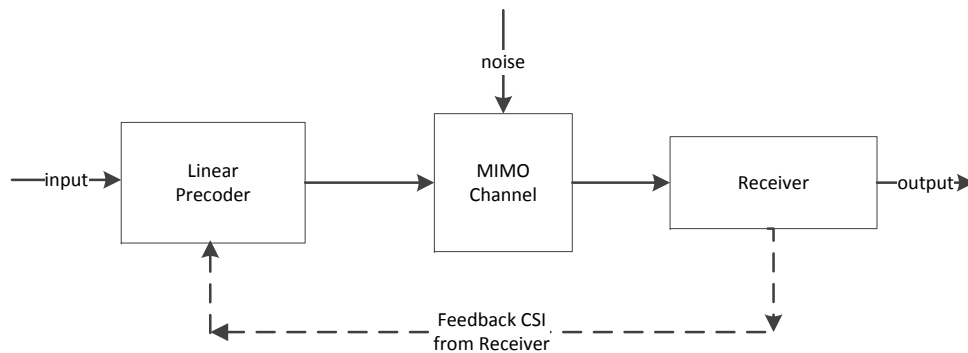 noise
input
Linear
Precoder
MIMO
Channel
Receiver
output
Feedback CSI
from Receiver